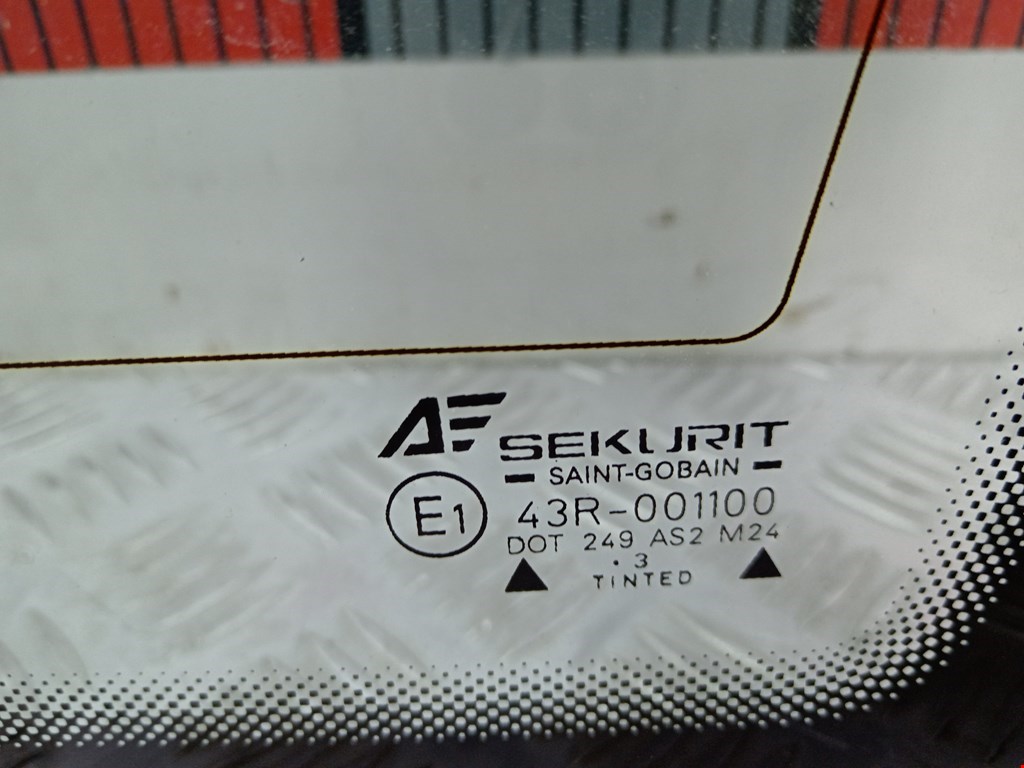 AF SEKURIT
SAINT-GOBAIN
E1 43R-001100
DOT 249 AS2 M24
. 3
TINTED